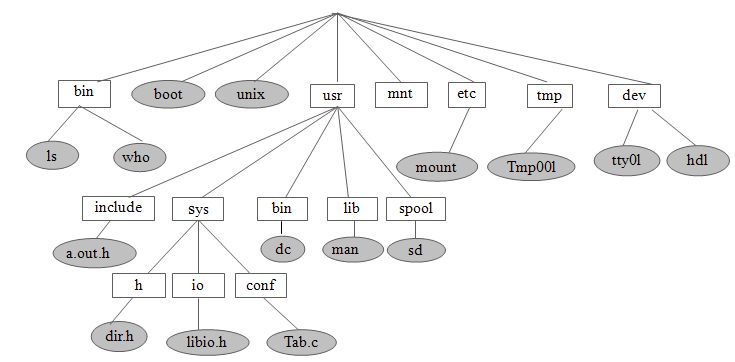 bin
boot
unix
usr
mnt
etc
tmp
dev
ls
who
mount
Tmp00l
tty0l
hdl
include
sys
bin
lib
spool
a.out.h
dc
man
sd
h
io
conf
dir.h
libio.h
Tab.c